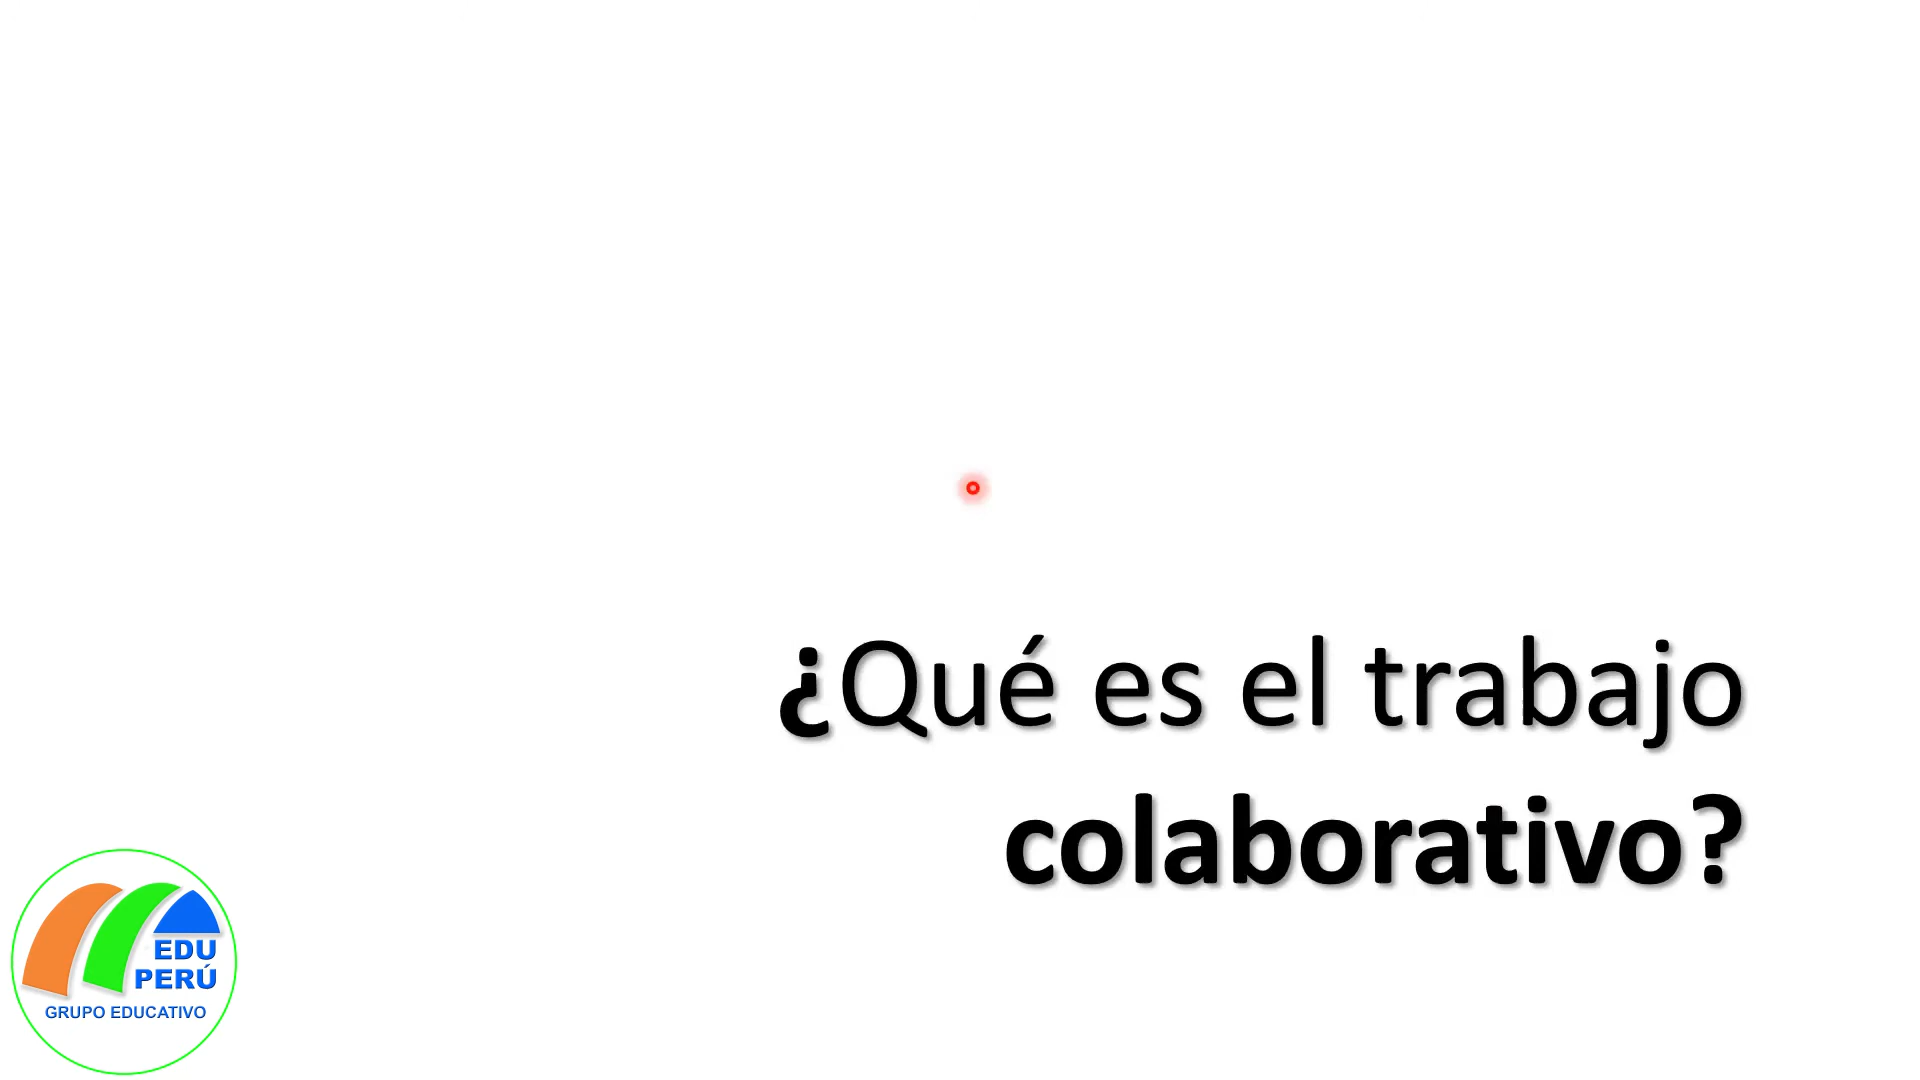 ¿Qué es el trabajo
colaborativo?
EDU
PERÚ
GRUPO EDUCATIVO